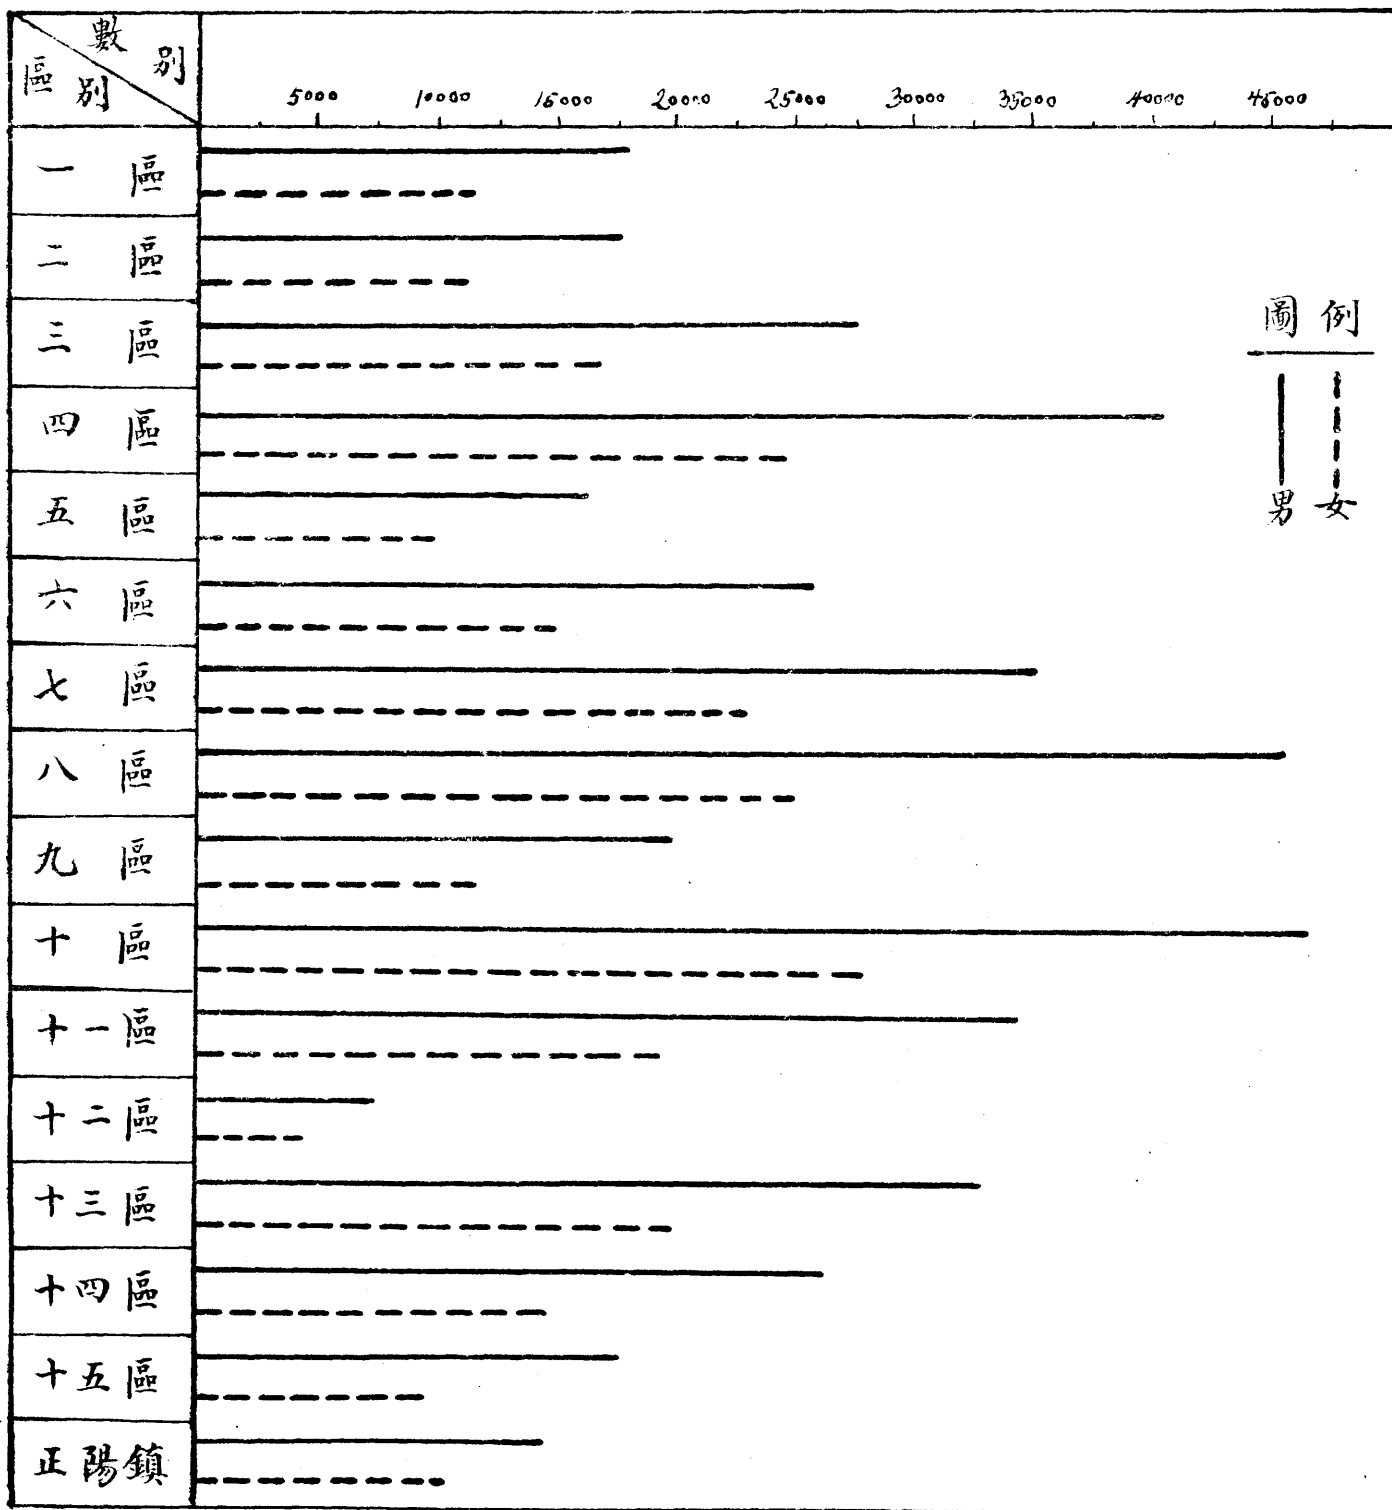 數別
區別
5000 10000 15000 20000 25000 30000 35000 40000 45000
一區
二區
三區
四區
五區
六區
七區
八區
九區
十區
十一區
十二區
十三區
十四區
十五區
正陽鎮
圖例
男 女